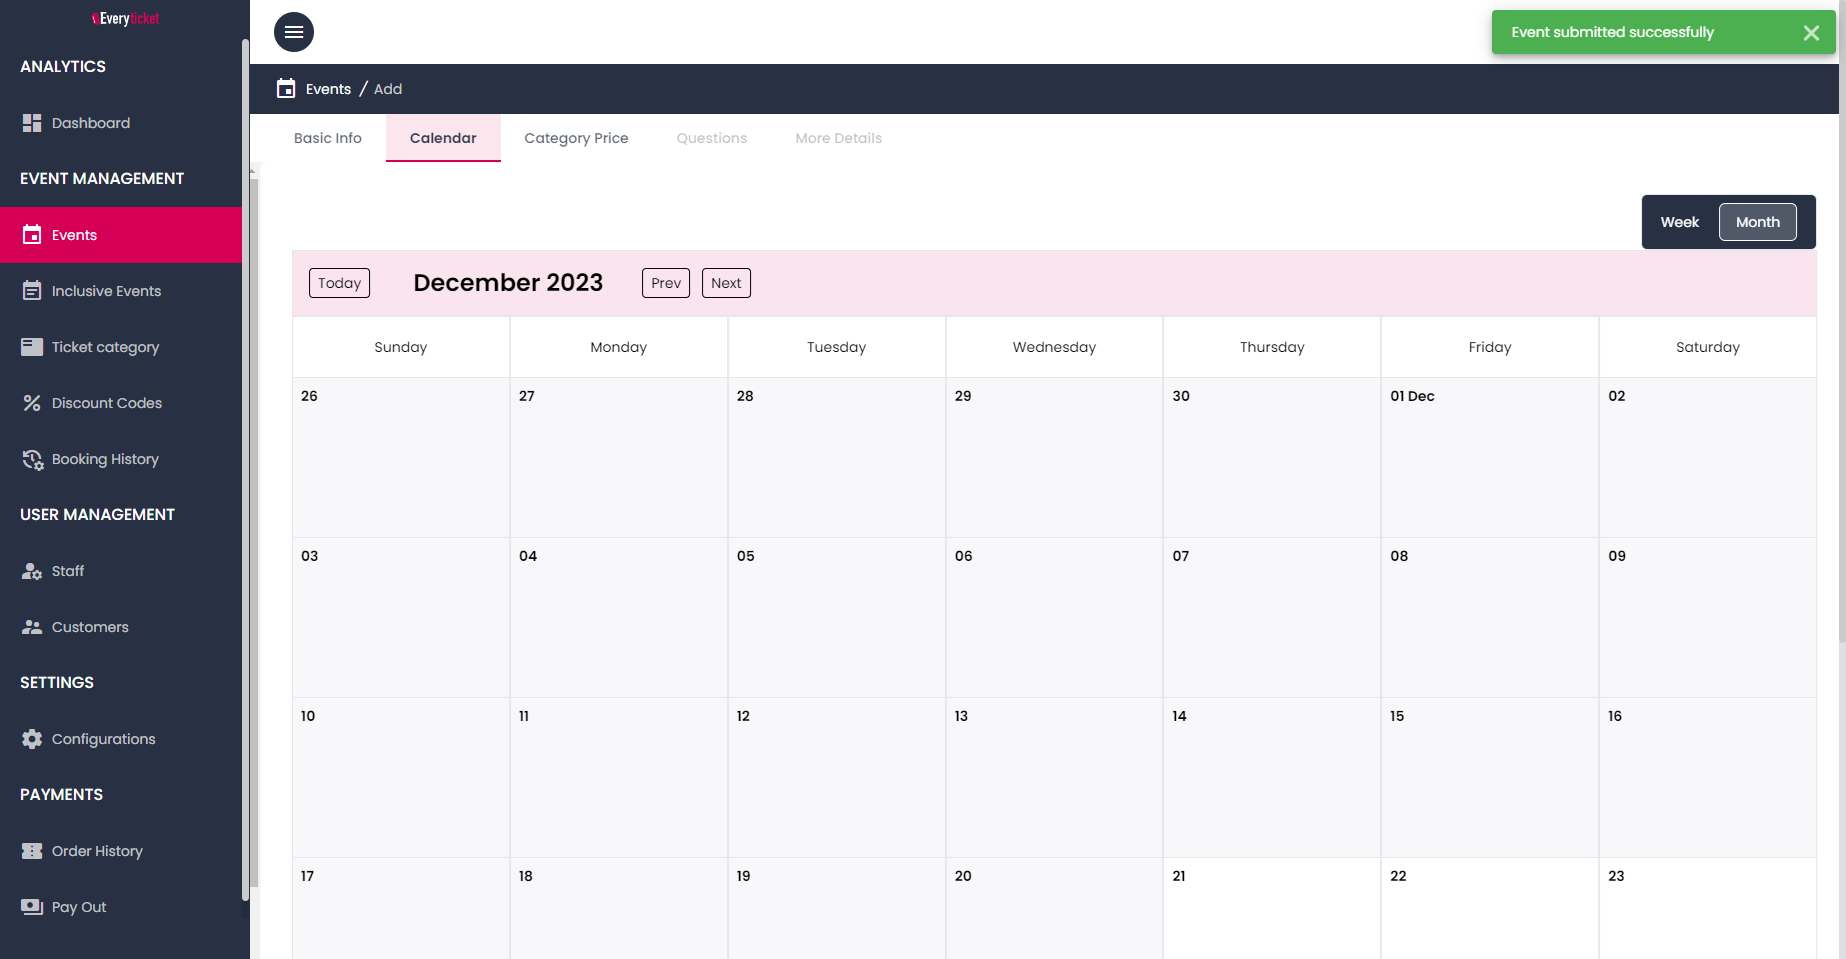 Everyticket
ANALYTICS
Dashboard
EVENT MANAGEMENT
Events
Inclusive Events
Ticket category
Discount Codes
Booking History
USER MANAGEMENT
Staff
Customers
SETTINGS
Configurations
PAYMENTS
Order History
Pay Out
Event submitted successfully
Events / Add
Basic Info Calendar Category Price Questions More Details
Week Month
Today December 2023 Prev Next
Sunday Monday Tuesday Wednesday Thursday Friday Saturday
26 27 28 29 30 01 Dec 02
03 04 05 06 07 08 09
10 11 12 13 14 15 16
17 18 19 20 21 22 23